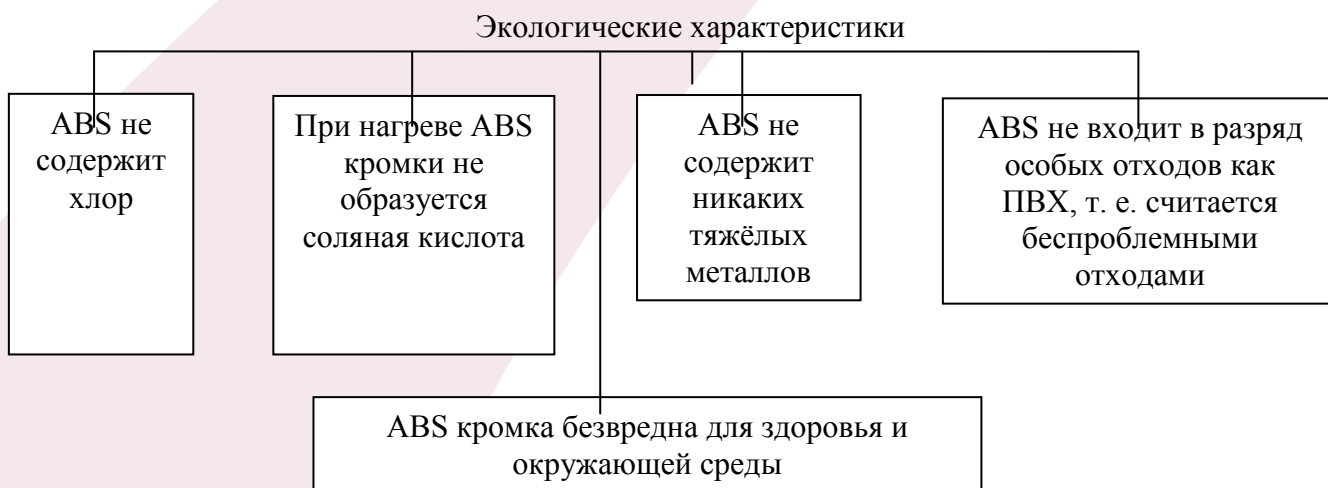 Экологические характеристики
ABS не
содержит
хлор
При нагреве ABS
кромки не
образуется
соляная кислота
ABS не
содержит
никаких
тяжёлых
металлов
ABS не входит в разряд
особых отходов как
ПВХ, т. е. считается
беспроблемными
отходами
ABS кромка безвредна для здоровья и
окружающей среды